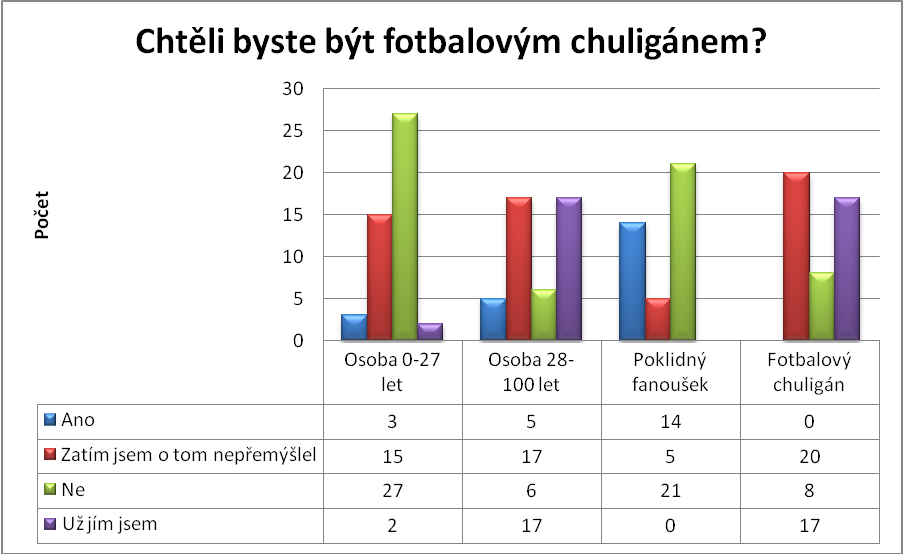 Chtěli byste být fotbalovým chuligánem?
Počet
30
25
20
15
10
5
0
Osoba 0-27 let
Osoba 28-100 let
Poklidný fanoušek
Fotbalový chuligán
Ano 3 5 14 0
Zatím jsem o tom nepřemýšlel 15 17 5 20
Ne 27 6 21 8
Už jím jsem 2 17 0 17